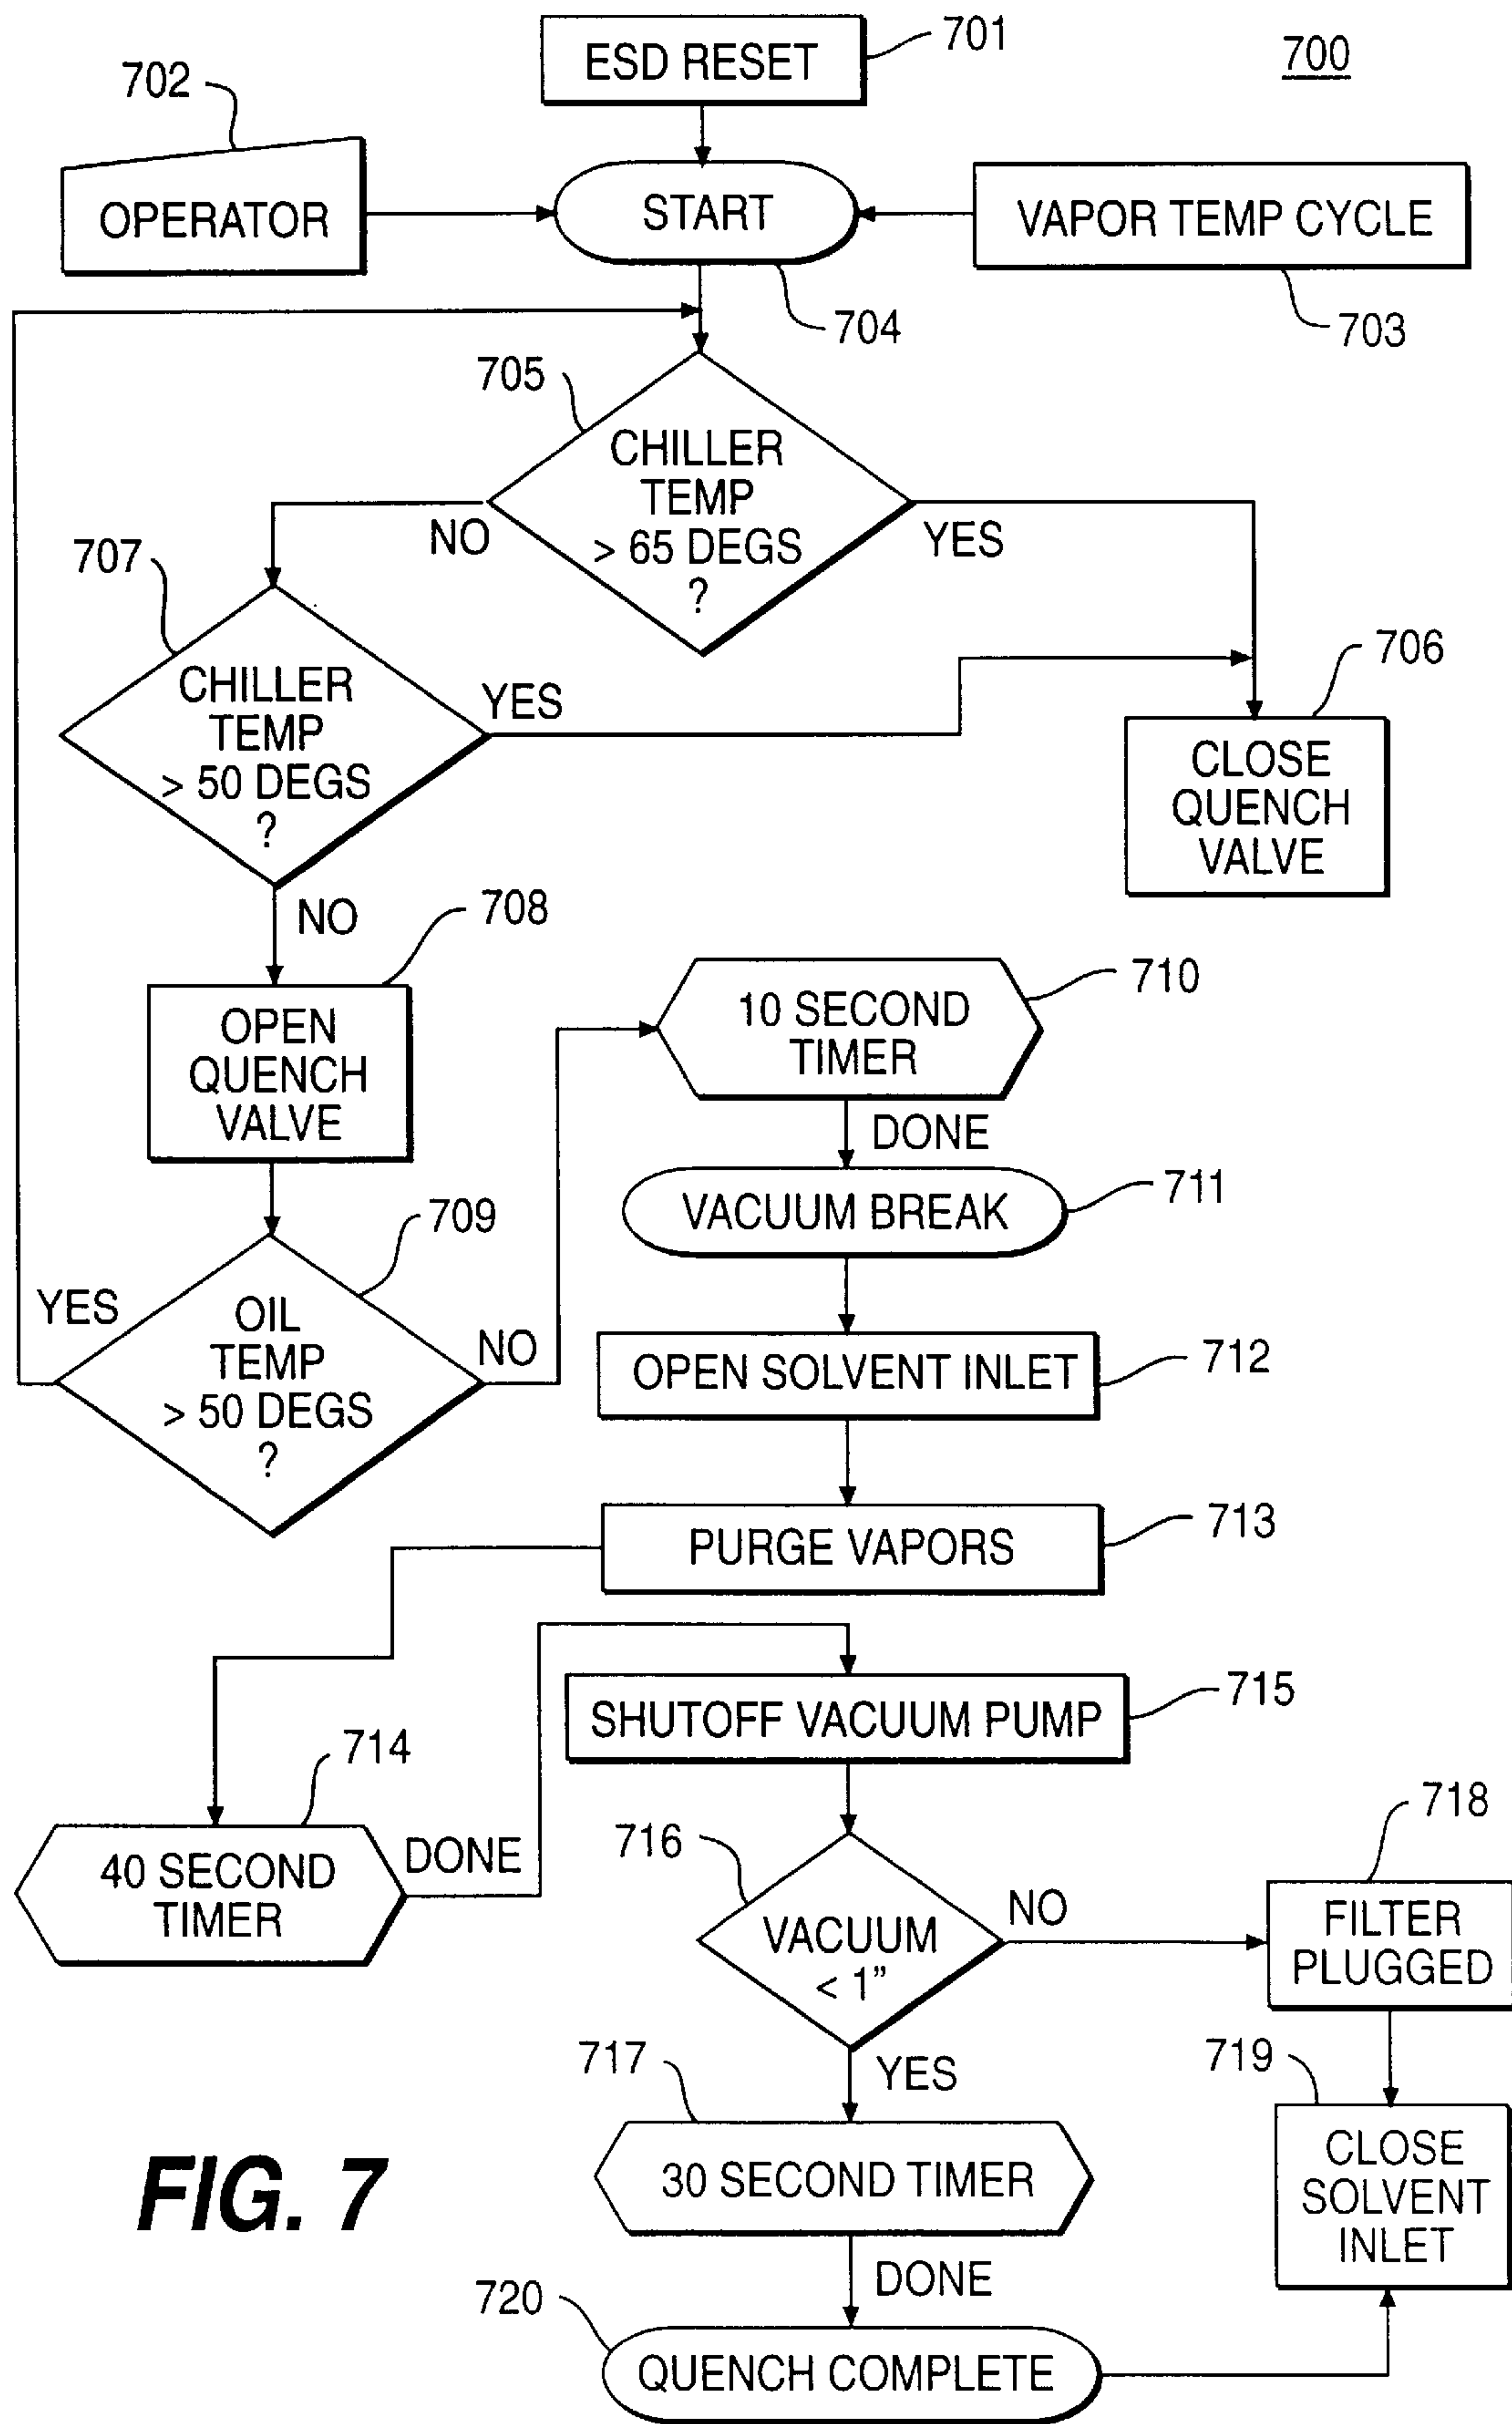 701
ESD RESET
700
702
OPERATOR
START
VAPOR TEMP CYCLE
704
703
705
CHILLER
TEMP
> 65 DEGS
?
NO
YES
707
CHILLER
TEMP
> 50 DEGS
?
YES
706
CLOSE
QUENCH
VALVE
NO
708
OPEN
QUENCH
VALVE
710
10 SECOND
TIMER
DONE
711
VACUUM BREAK
709
YES
OIL
TEMP
> 50 DEGS
?
NO
712
OPEN SOLVENT INLET
713
PURGE VAPORS
715
SHUTOFF VACUUM PUMP
714
40 SECOND
TIMER
DONE
716
VACUUM
< 1”
NO
718
FILTER
PLUGGED
YES
717
30 SECOND TIMER
719
CLOSE
SOLVENT
INLET
FIG. 7
DONE
720
QUENCH COMPLETE